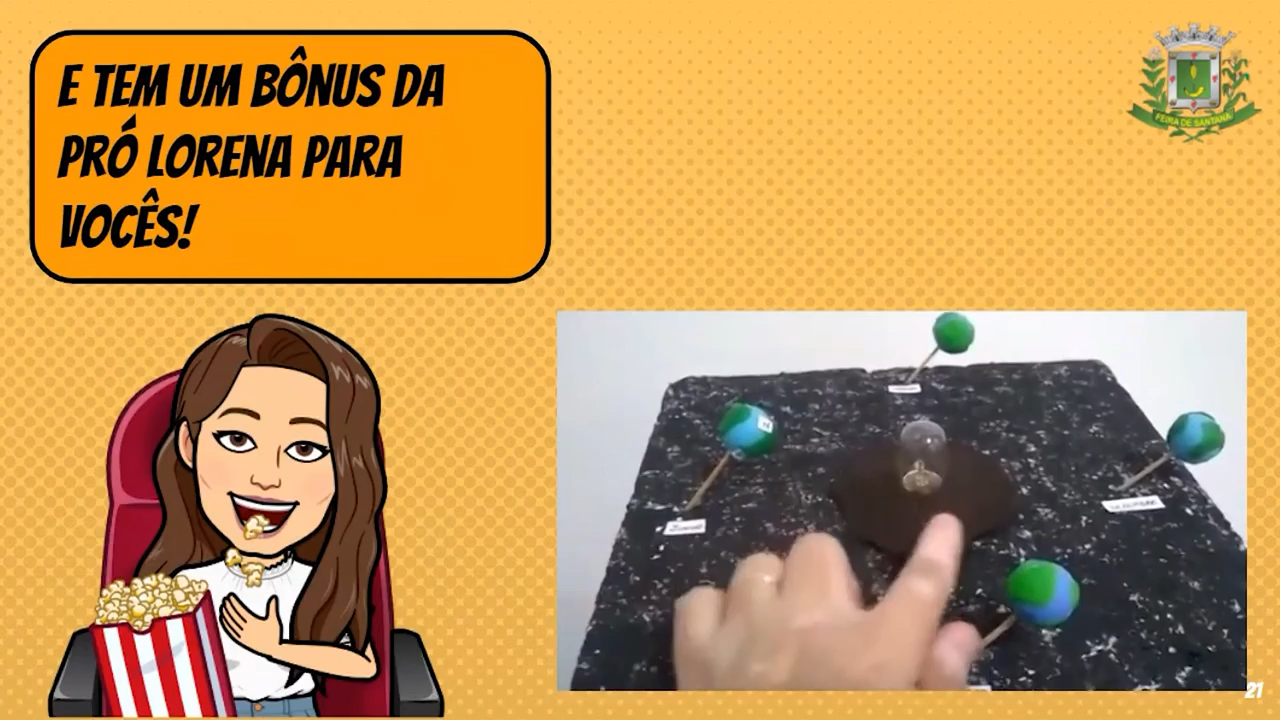 E TEM UM BÔNUS DA
PRÓ LORENA PARA
VOCÊS!
FEIRA DE SANTANA
21